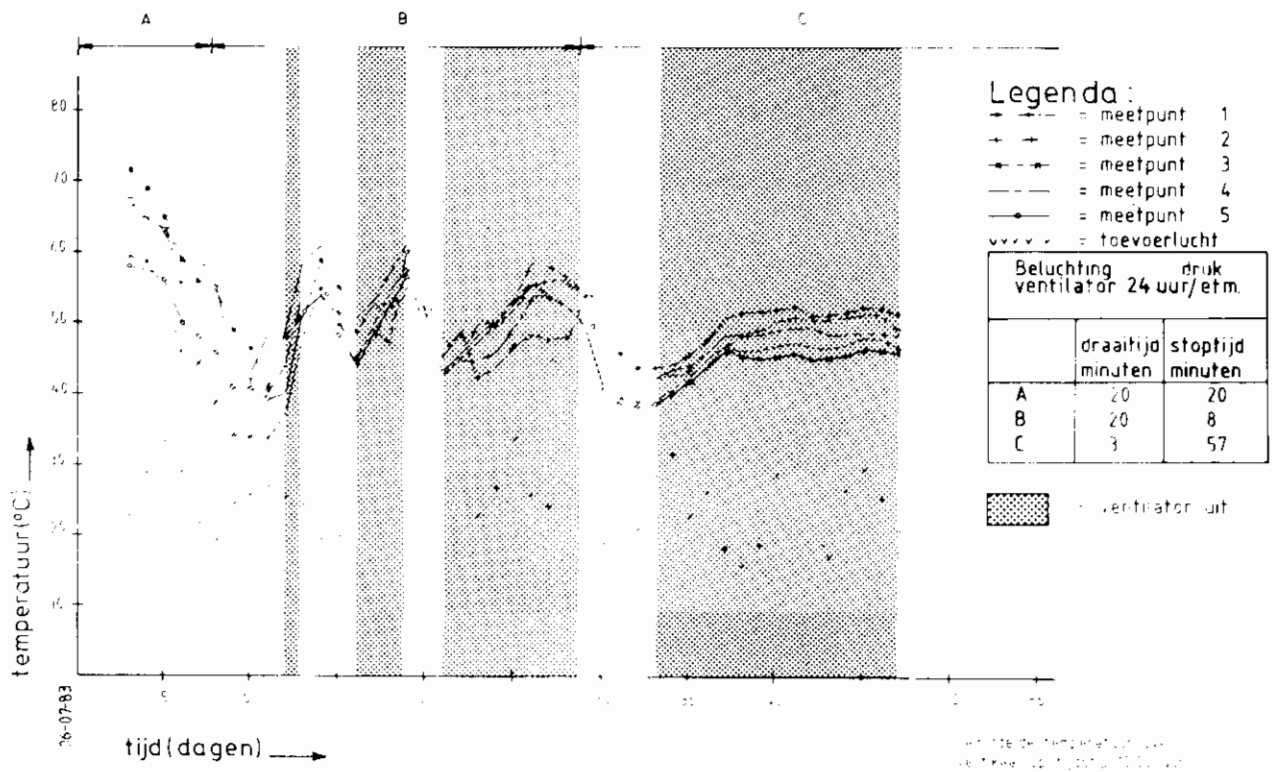 A B C
Legenda:
= meetpunt 1
= meetpunt 2
= meetpunt 3
= meetpunt 4
= meetpunt 5
= toevoerlucht
Beluchting druk
ventilator 24 uur/etm.
draaitijd stoptijd
minuten minuten
A 20 20
B 20 8
C 3 57
ventilator uit
80
70
60
50
40
temperatuur(°C)
26-07-83
tijd(dagen)